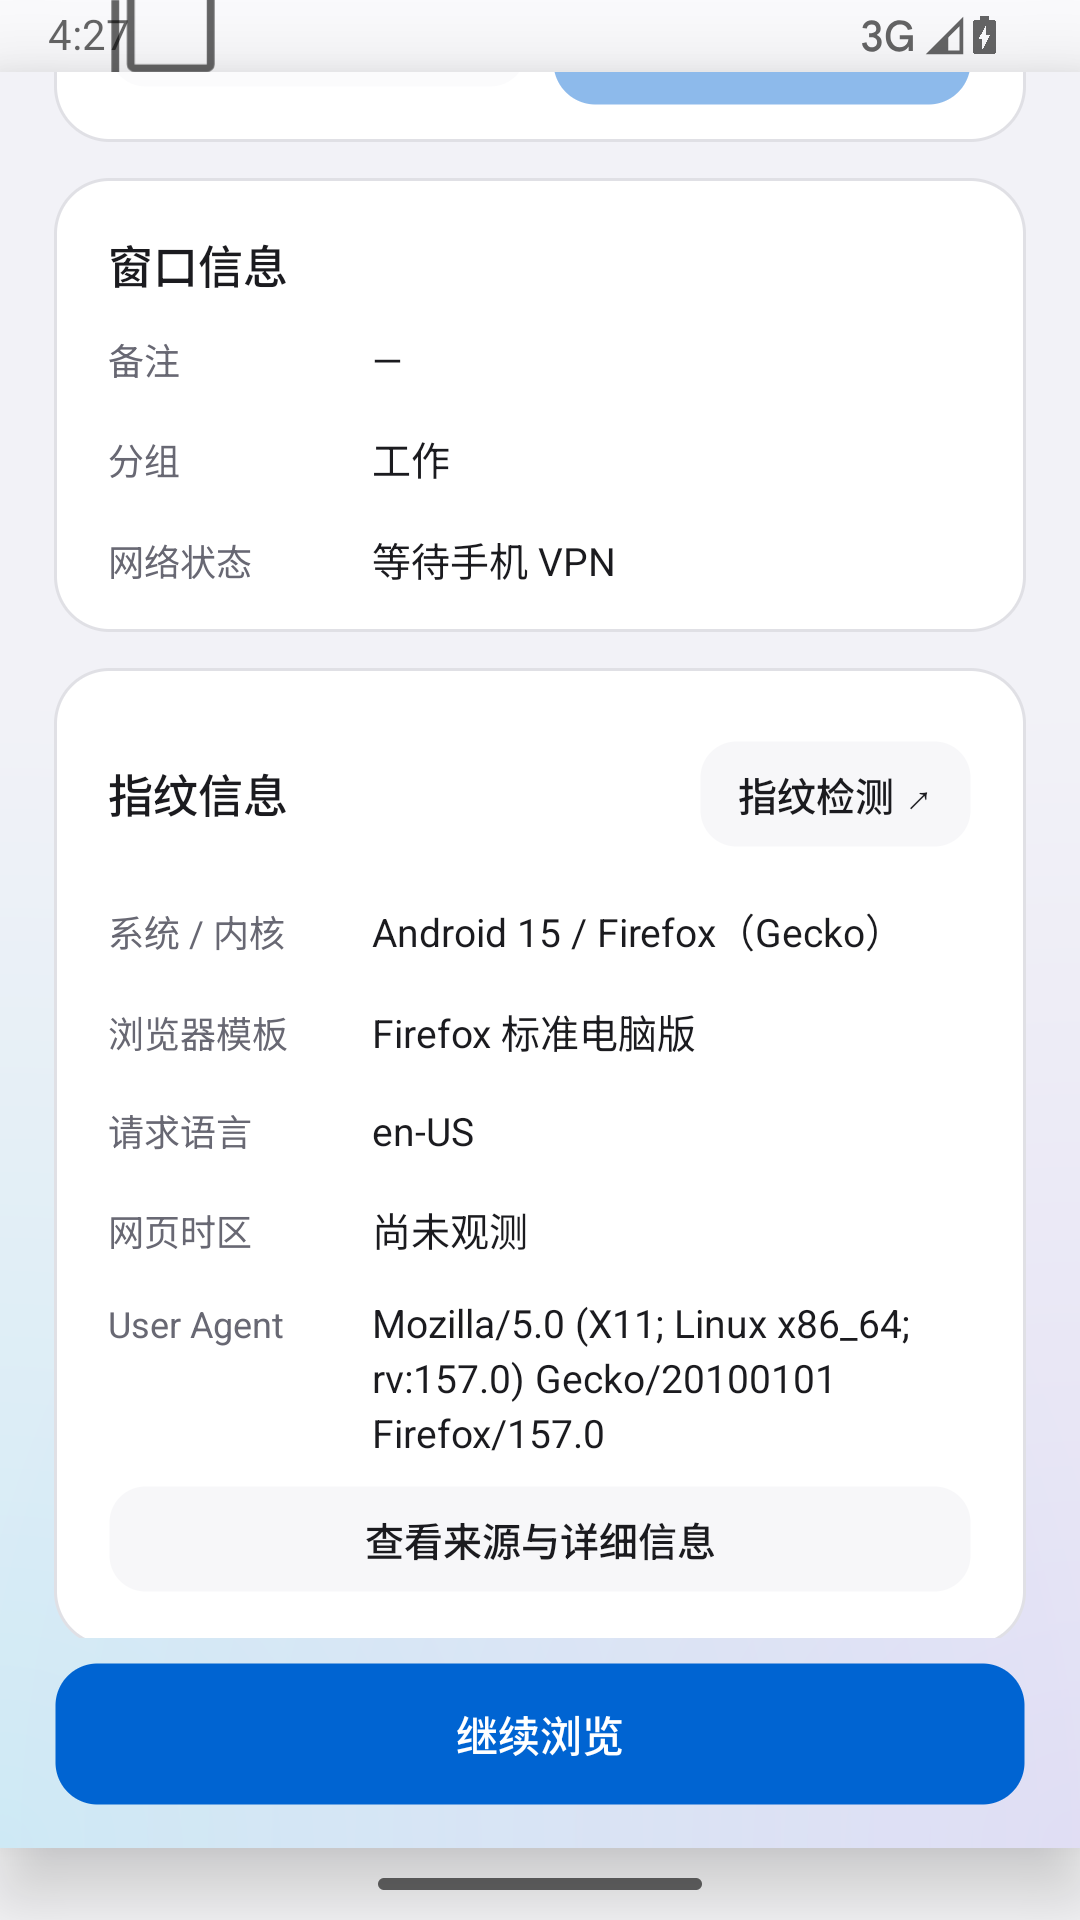 4:27
3G
窗口信息
备注 —
分组 工作
网络状态 等待手机 VPN
指纹信息 指纹检测 ↗
系统 / 内核 Android 15 / Firefox（Gecko）
浏览器模板 Firefox 标准电脑版
请求语言 en-US
网页时区 尚未观测
User Agent Mozilla/5.0 (X11; Linux x86_64;
rv:157.0) Gecko/20100101
Firefox/157.0
查看来源与详细信息
继续浏览